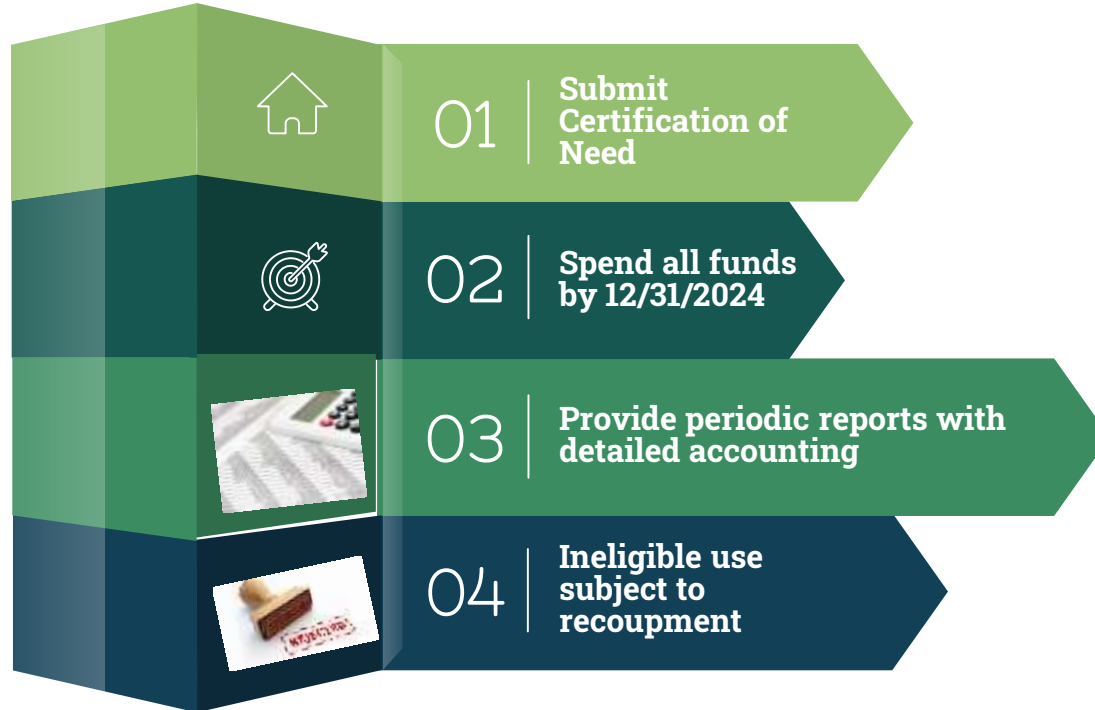 01
Submit
Certification of
Need
02
Spend all funds
by 12/31/2024
03
Provide periodic reports with
detailed accounting
04
Ineligible use
subject to
recoupment